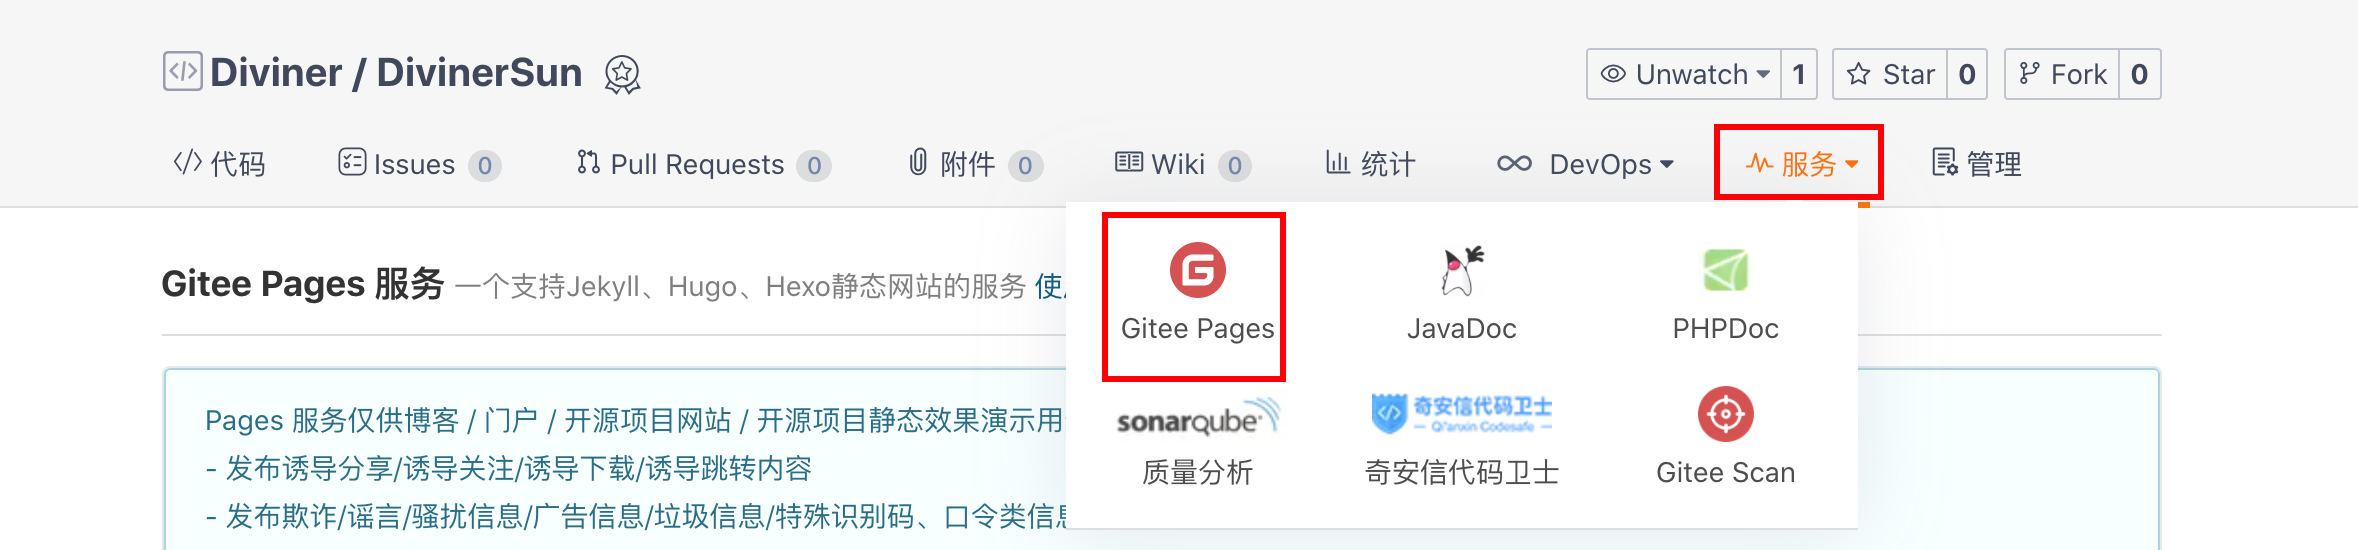 Diviner / DivinerSun
Unwatch 1 Star 0 Fork 0
代码 Issues 0 Pull Requests 0 附件 0 Wiki 0 统计 DevOps 服务 管理
Gitee Pages 服务 一个支持Jekyll、Hugo、Hexo静态网站的服务 使
Gitee Pages JavaDoc PHPDoc
Pages 服务仅供博客 / 门户 / 开源项目网站 / 开源项目静态效果演示用
sonarqube 奇安信代码卫士
Qi'anxin Codesafe
- 发布诱导分享/诱导关注/诱导下载/诱导跳转内容
质量分析 奇安信代码卫士 Gitee Scan
- 发布欺诈/谣言/骚扰信息/广告信息/垃圾信息/特殊识别码、口令类信息